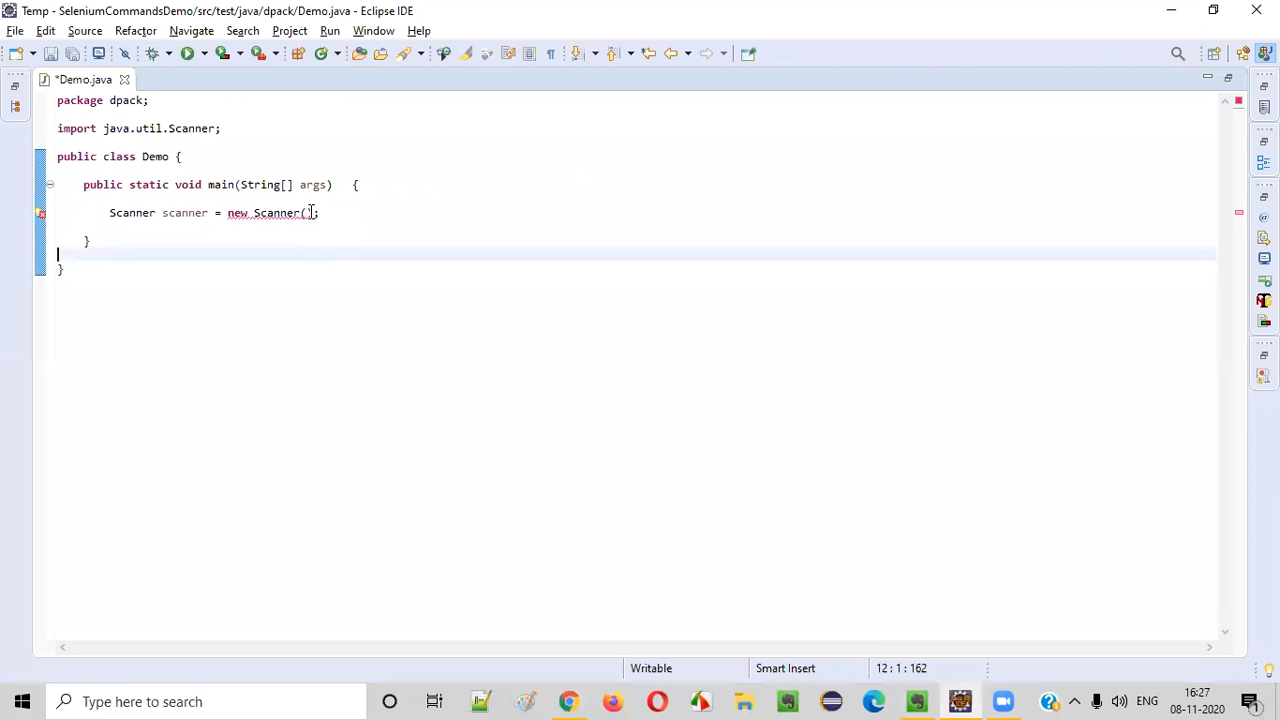 Temp - SeleniumCommandsDemo/src/test/java/dpack/Demo.java - Eclipse IDE
File Edit Source Refactor Navigate Search Project Run Window Help
*Demo.java
package dpack;
import java.util.Scanner;
public class Demo {
public static void main(String[] args) {
Scanner scanner = new Scanner();
}
}
Writable Smart Insert 12 : 1 : 162
Type here to search
ENG
16:27
08-11-2020